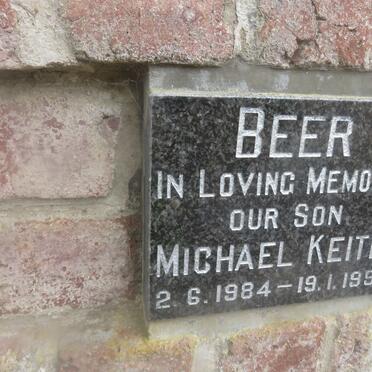 BEER
IN LOVING MEMO
OUR SON
MICHAEL KEIT
2.6.1984 – 19.1.199